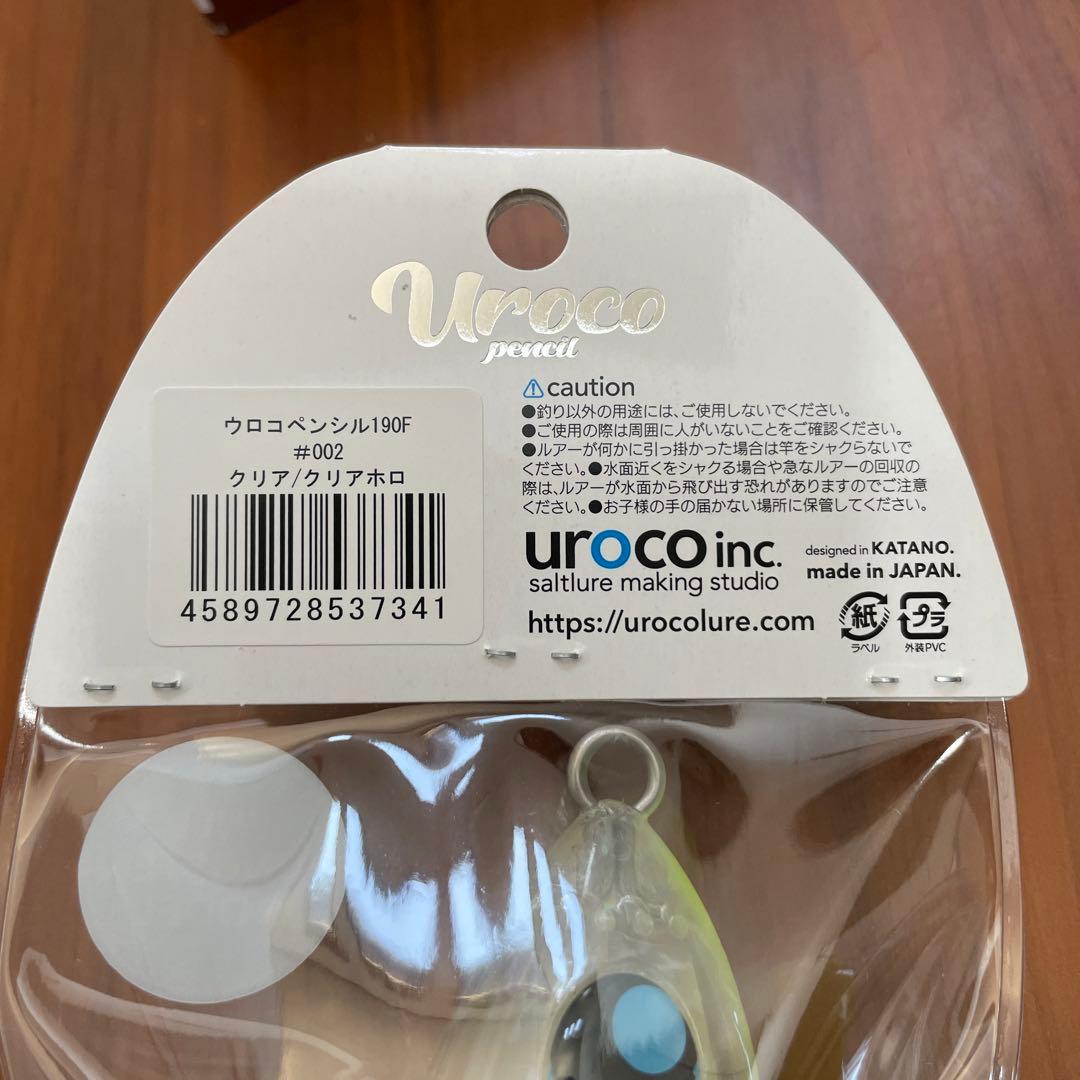 Uroco
pencil
ウロコペンシル190F
#002
クリア/クリアホロ
4589728537341
caution
●釣り以外の用途には、ご使用しないでください。
●ご使用の際は周囲に人がいないことをご確認ください。
●ルアーが何かに引っ掛かった場合は竿をシャクらないで
ください。●水面近くをシャクる場合や急なルアーの回収の
際は、ルアーが水面から飛び出す恐れがありますのでご注意
ください。●お子様の手の届かない場所に保管してください。
uroco inc.
saltlure making studio
designed in KATANO.
made in JAPAN.
https://urocolure.com
紙
ラベル
プラ
外装PVC